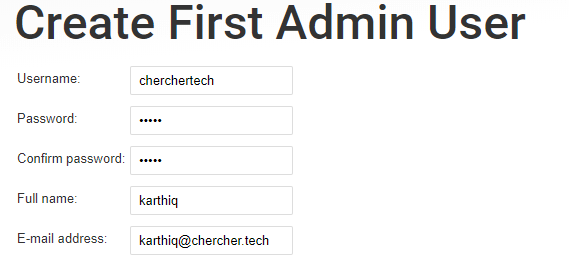 Create First Admin User
Username: cherchertech
Password: •••••
Confirm password: •••••
Full name: karthiq
E-mail address: karthiq@chercher.tech